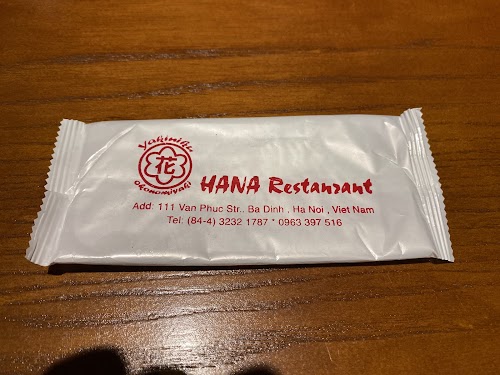 Yakiniku
花
okonomiyaki
HANA Restaurant
Add: 111 Van Phuc Str., Ba Dinh , Ha Noi , Viet Nam
Tel: (84-4) 3232 1787 * 0963 397 516